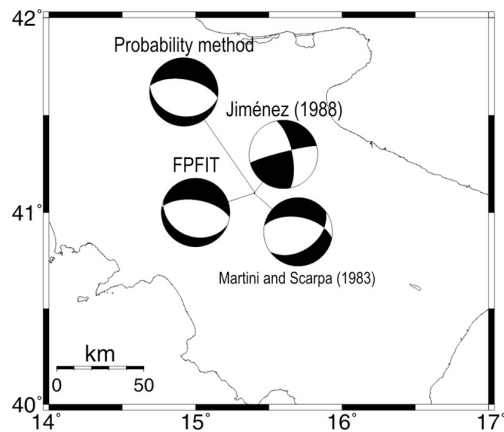 42°
Probability method
Jiménez (1988)
FPFIT
41°
Martini and Scarpa (1983)
km
0 50
40°
14° 15° 16° 17°